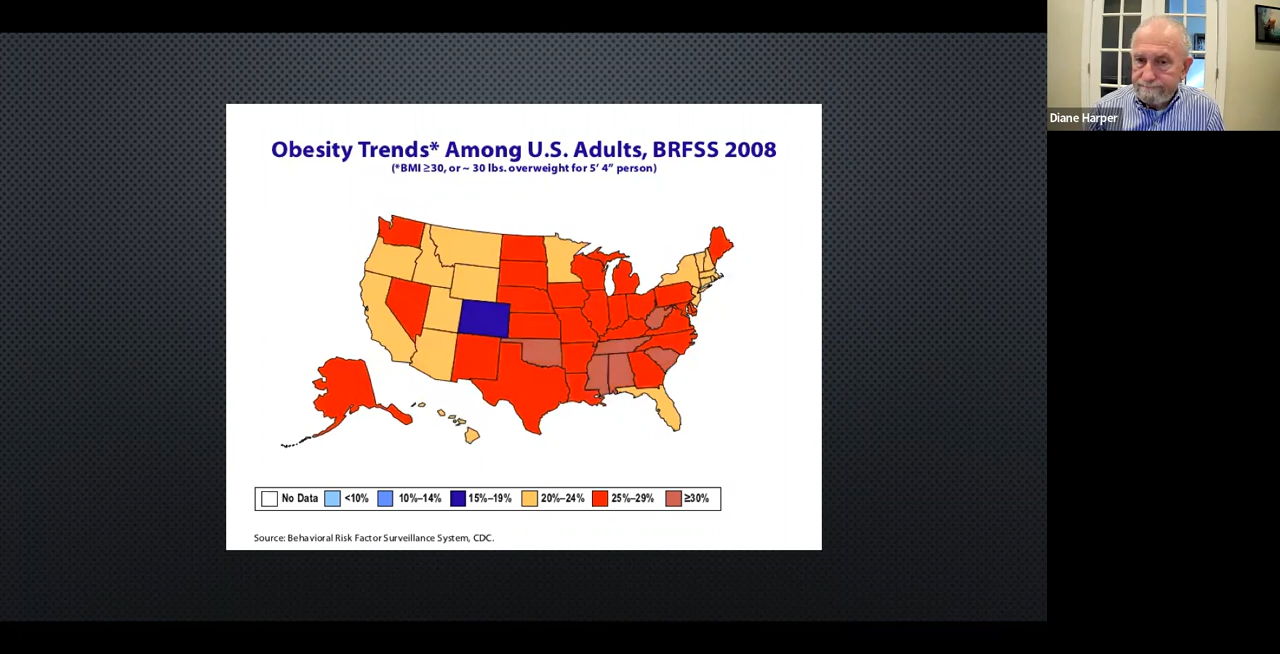 Obesity Trends* Among U.S. Adults, BRFSS 2008
(*BMI ≥30, or ~ 30 lbs. overweight for 5’ 4” person)
No Data <10% 10%–14% 15%–19% 20%–24% 25%–29% ≥30%
Source: Behavioral Risk Factor Surveillance System, CDC.
Diane Harper